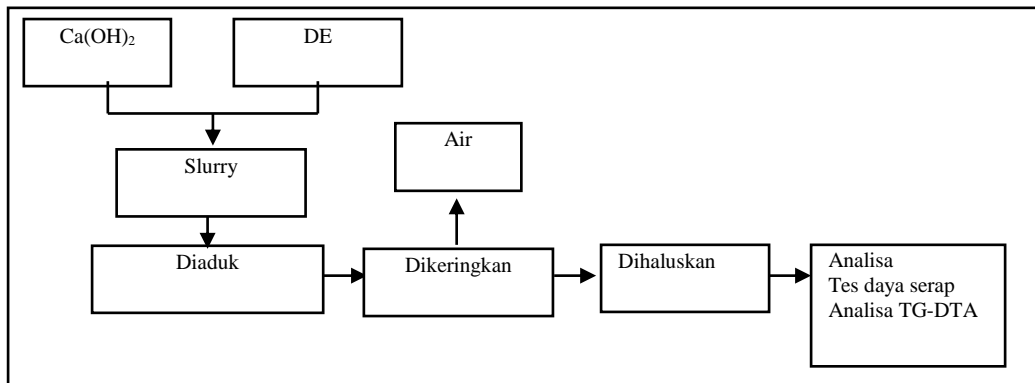 Ca(OH)₂
DE
Air
Slurry
Diaduk
Dikeringkan
Dihaluskan
Analisa
Tes daya serap
Analisa TG-DTA